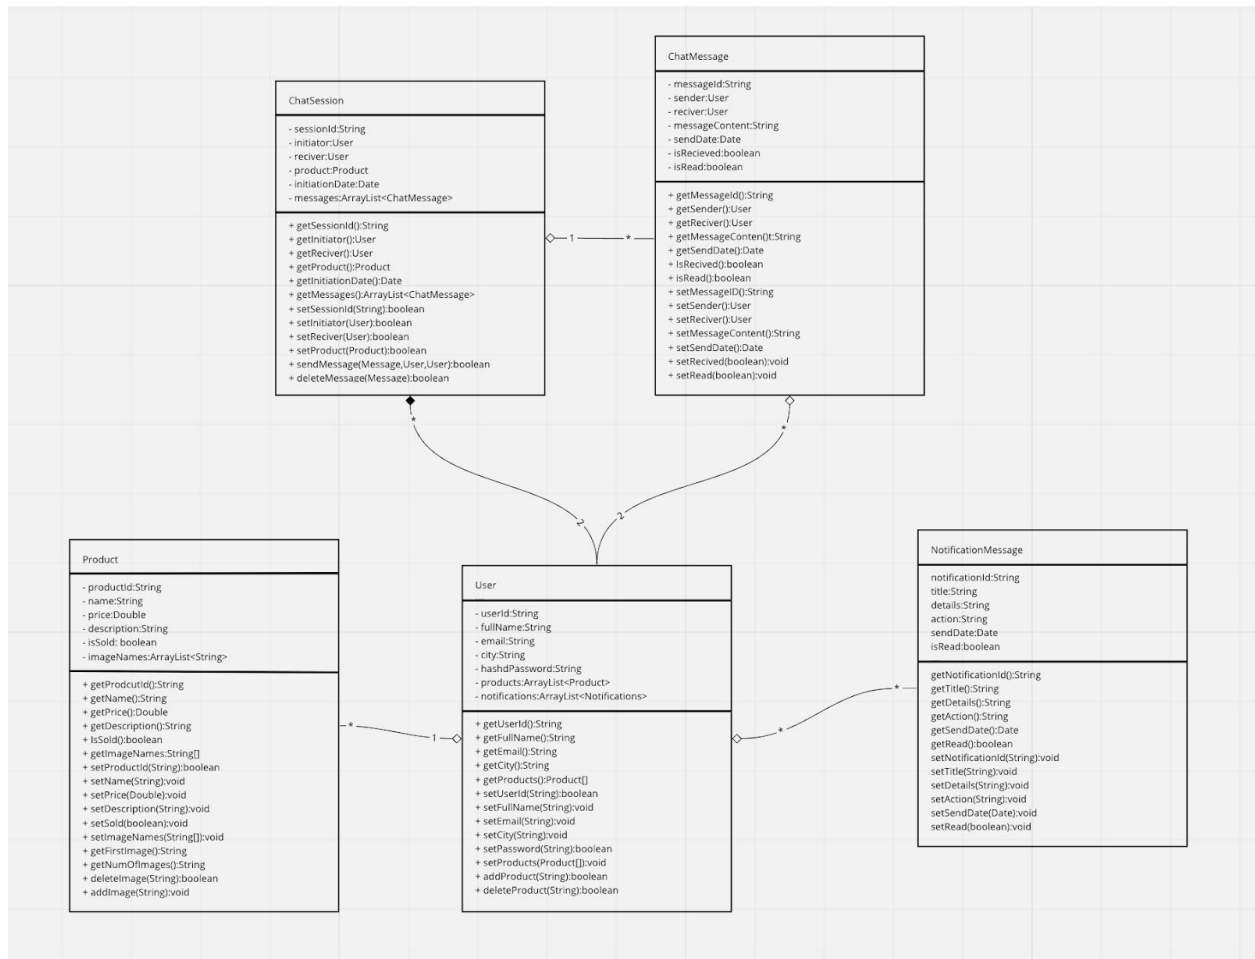 ChatMessage
- messageId:String
- sender:User
- reciver:User
- messageContent:String
- sendDate:Date
- isRecieved:boolean
- isRead:boolean
+ getMessageId():String
+ getSender():User
+ getReciver():User
+ getMessageConten()t:String
+ getSendDate():Date
+ IsRecived():boolean
+ isRead():boolean
+ setMessageID():String
+ setSender():User
+ setReciver():User
+ setMessageContent():String
+ setSendDate():Date
+ setRecived(boolean):void
+ setRead(boolean):void
ChatSession
- sessionId:String
- initiator:User
- reciver:User
- product:Product
- initiationDate:Date
- messages:ArrayList<ChatMessage>
+ getSessionId():String
+ getInitiator():User
+ getReciver():User
+ getProduct():Product
+ getInitiationDate():Date
+ getMessages():ArrayList<ChatMessage>
+ setSessionId(String):boolean
+ setInitiator(User):boolean
+ setReciver(User):boolean
+ setProduct(Product):boolean
+ sendMessage(Message,User,User):boolean
+ deleteMessage(Message):boolean
1
*
*
*
2
2
Product
- productId:String
- name:String
- price:Double
- description:String
- isSold: boolean
- imageNames:ArrayList<String>
+ getProdcutId():String
+ getName():String
+ getPrice():Double
+ getDescription():String
+ IsSold():boolean
+ getImageNames:String[]
+ setProductId(String):boolean
+ setName(String):void
+ setPrice(Double):void
+ setDescription(String):void
+ setSold(boolean):void
+ setImageNames(String[]):void
+ getFirstImage():String
+ getNumOfImages():String
+ deleteImage(String):boolean
+ addImage(String):void
*
1
User
- userId:String
- fullName:String
- email:String
- city:String
- hashdPassword:String
- products:ArrayList<Product>
- notifications:ArrayList<Notifications>
+ getUserId():String
+ getFullName():String
+ getEmail():String
+ getCity():String
+ getProducts():Product[]
+ setUserId(String):boolean
+ setFullName(String):void
+ setEmail(String):void
+ setCity(String):void
+ setPassword(String):boolean
+ setProducts(Product[]):void
+ addProduct(String):boolean
+ deleteProduct(String):boolean
*
*
NotificationMessage
notificationId:String
title:String
details:String
action:String
sendDate:Date
isRead:boolean
getNotificationId():String
getTitle():String
getDetails():String
getAction():String
getSendDate():Date
getRead():boolean
setNotificationId(String):void
setTitle(String):void
setDetails(String):void
setAction(String):void
setSendDate(Date):void
setRead(boolean):void